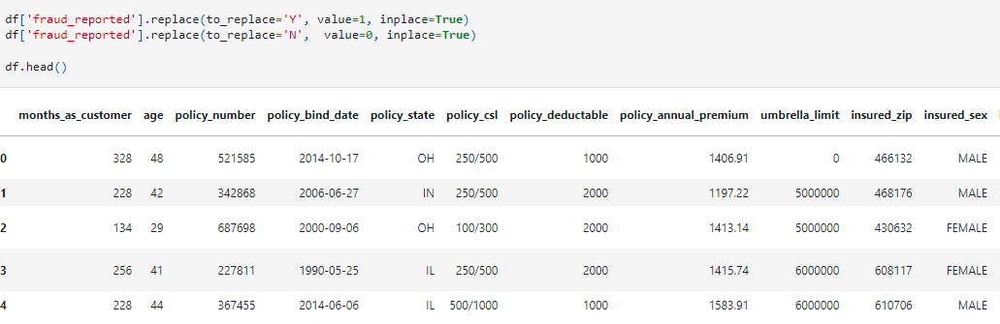 df['fraud_reported'].replace(to_replace='Y', value=1, inplace=True)
df['fraud_reported'].replace(to_replace='N',  value=0, inplace=True)
df.head()
months_as_customer age policy_number policy_bind_date policy_state policy_csl policy_deductable policy_annual_premium umbrella_limit insured_zip insured_sex
0 328 48 521585 2014-10-17 OH 250/500 1000 1406.91 0 466132 MALE
1 228 42 342868 2006-06-27 IN 250/500 2000 1197.22 5000000 468176 MALE
2 134 29 687698 2000-09-06 OH 100/300 2000 1413.14 5000000 430632 FEMALE
3 256 41 227811 1990-05-25 IL 250/500 2000 1415.74 6000000 608117 FEMALE
4 228 44 367455 2014-06-06 IL 500/1000 1000 1583.91 6000000 610706 MALE